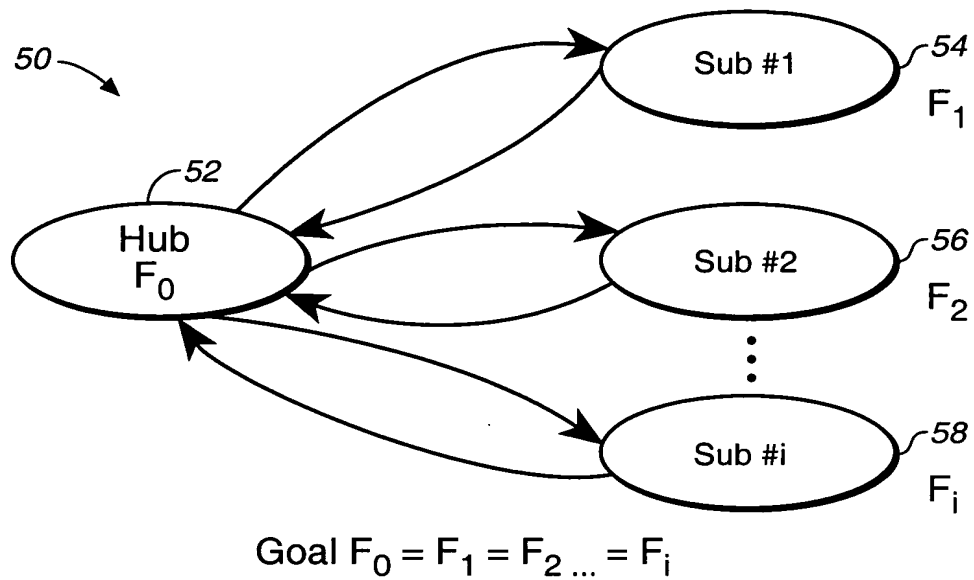 50
52
Hub
F₀
Sub #1
54
F₁
Sub #2
56
F₂
Sub #i
58
Fᵢ
Goal F₀ = F₁ = F₂ ... = Fᵢ